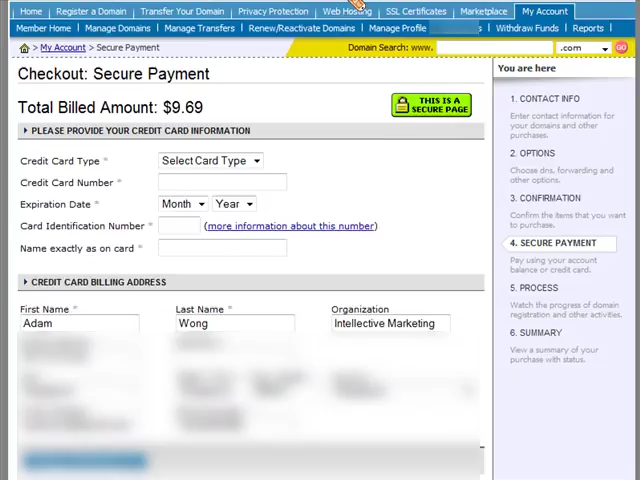 Home Register a Domain Transfer Your Domain Privacy Protection Web Hosting SSL Certificates Marketplace My Account
Member Home Manage Domains Manage Transfers Renew/Reactivate Domains Manage Profile Withdraw Funds Reports
> My Account > Secure Payment
Domain Search: www. .com GO
You are here
Checkout: Secure Payment
Total Billed Amount: $9.69
THIS IS A
SECURE PAGE
PLEASE PROVIDE YOUR CREDIT CARD INFORMATION
Credit Card Type * Select Card Type
Credit Card Number *
Expiration Date * Month Year
Card Identification Number * (more information about this number)
Name exactly as on card *
CREDIT CARD BILLING ADDRESS
First Name * Last Name * Organization
Adam Wong Intellective Marketing
1. CONTACT INFO
Enter contact information for
your domains and other
purchases.
2. OPTIONS
Choose dns, forwarding and
other options.
3. CONFIRMATION
Confirm the items that you want
to purchase.
4. SECURE PAYMENT
Pay using your account
balance or credit card.
5. PROCESS
Watch the progress of domain
registration and other activities.
6. SUMMARY
View a summary of your
purchase with status.